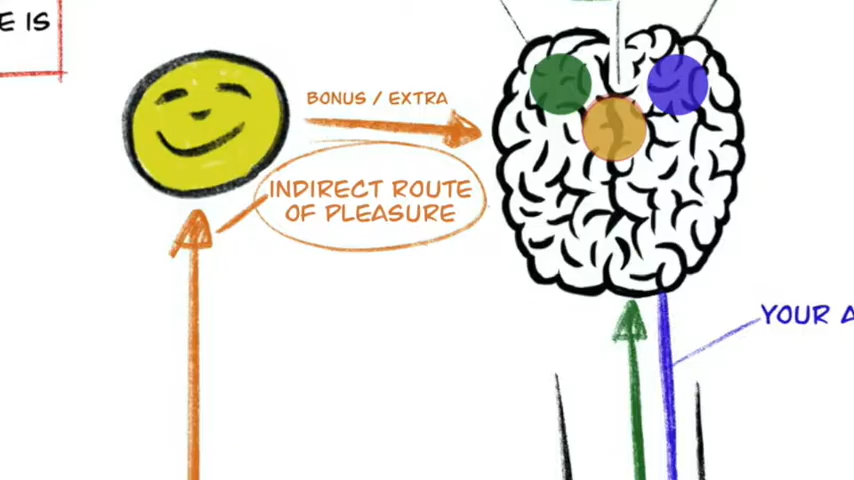 E IS
BONUS / EXTRA
INDIRECT ROUTE
OF PLEASURE
YOUR A